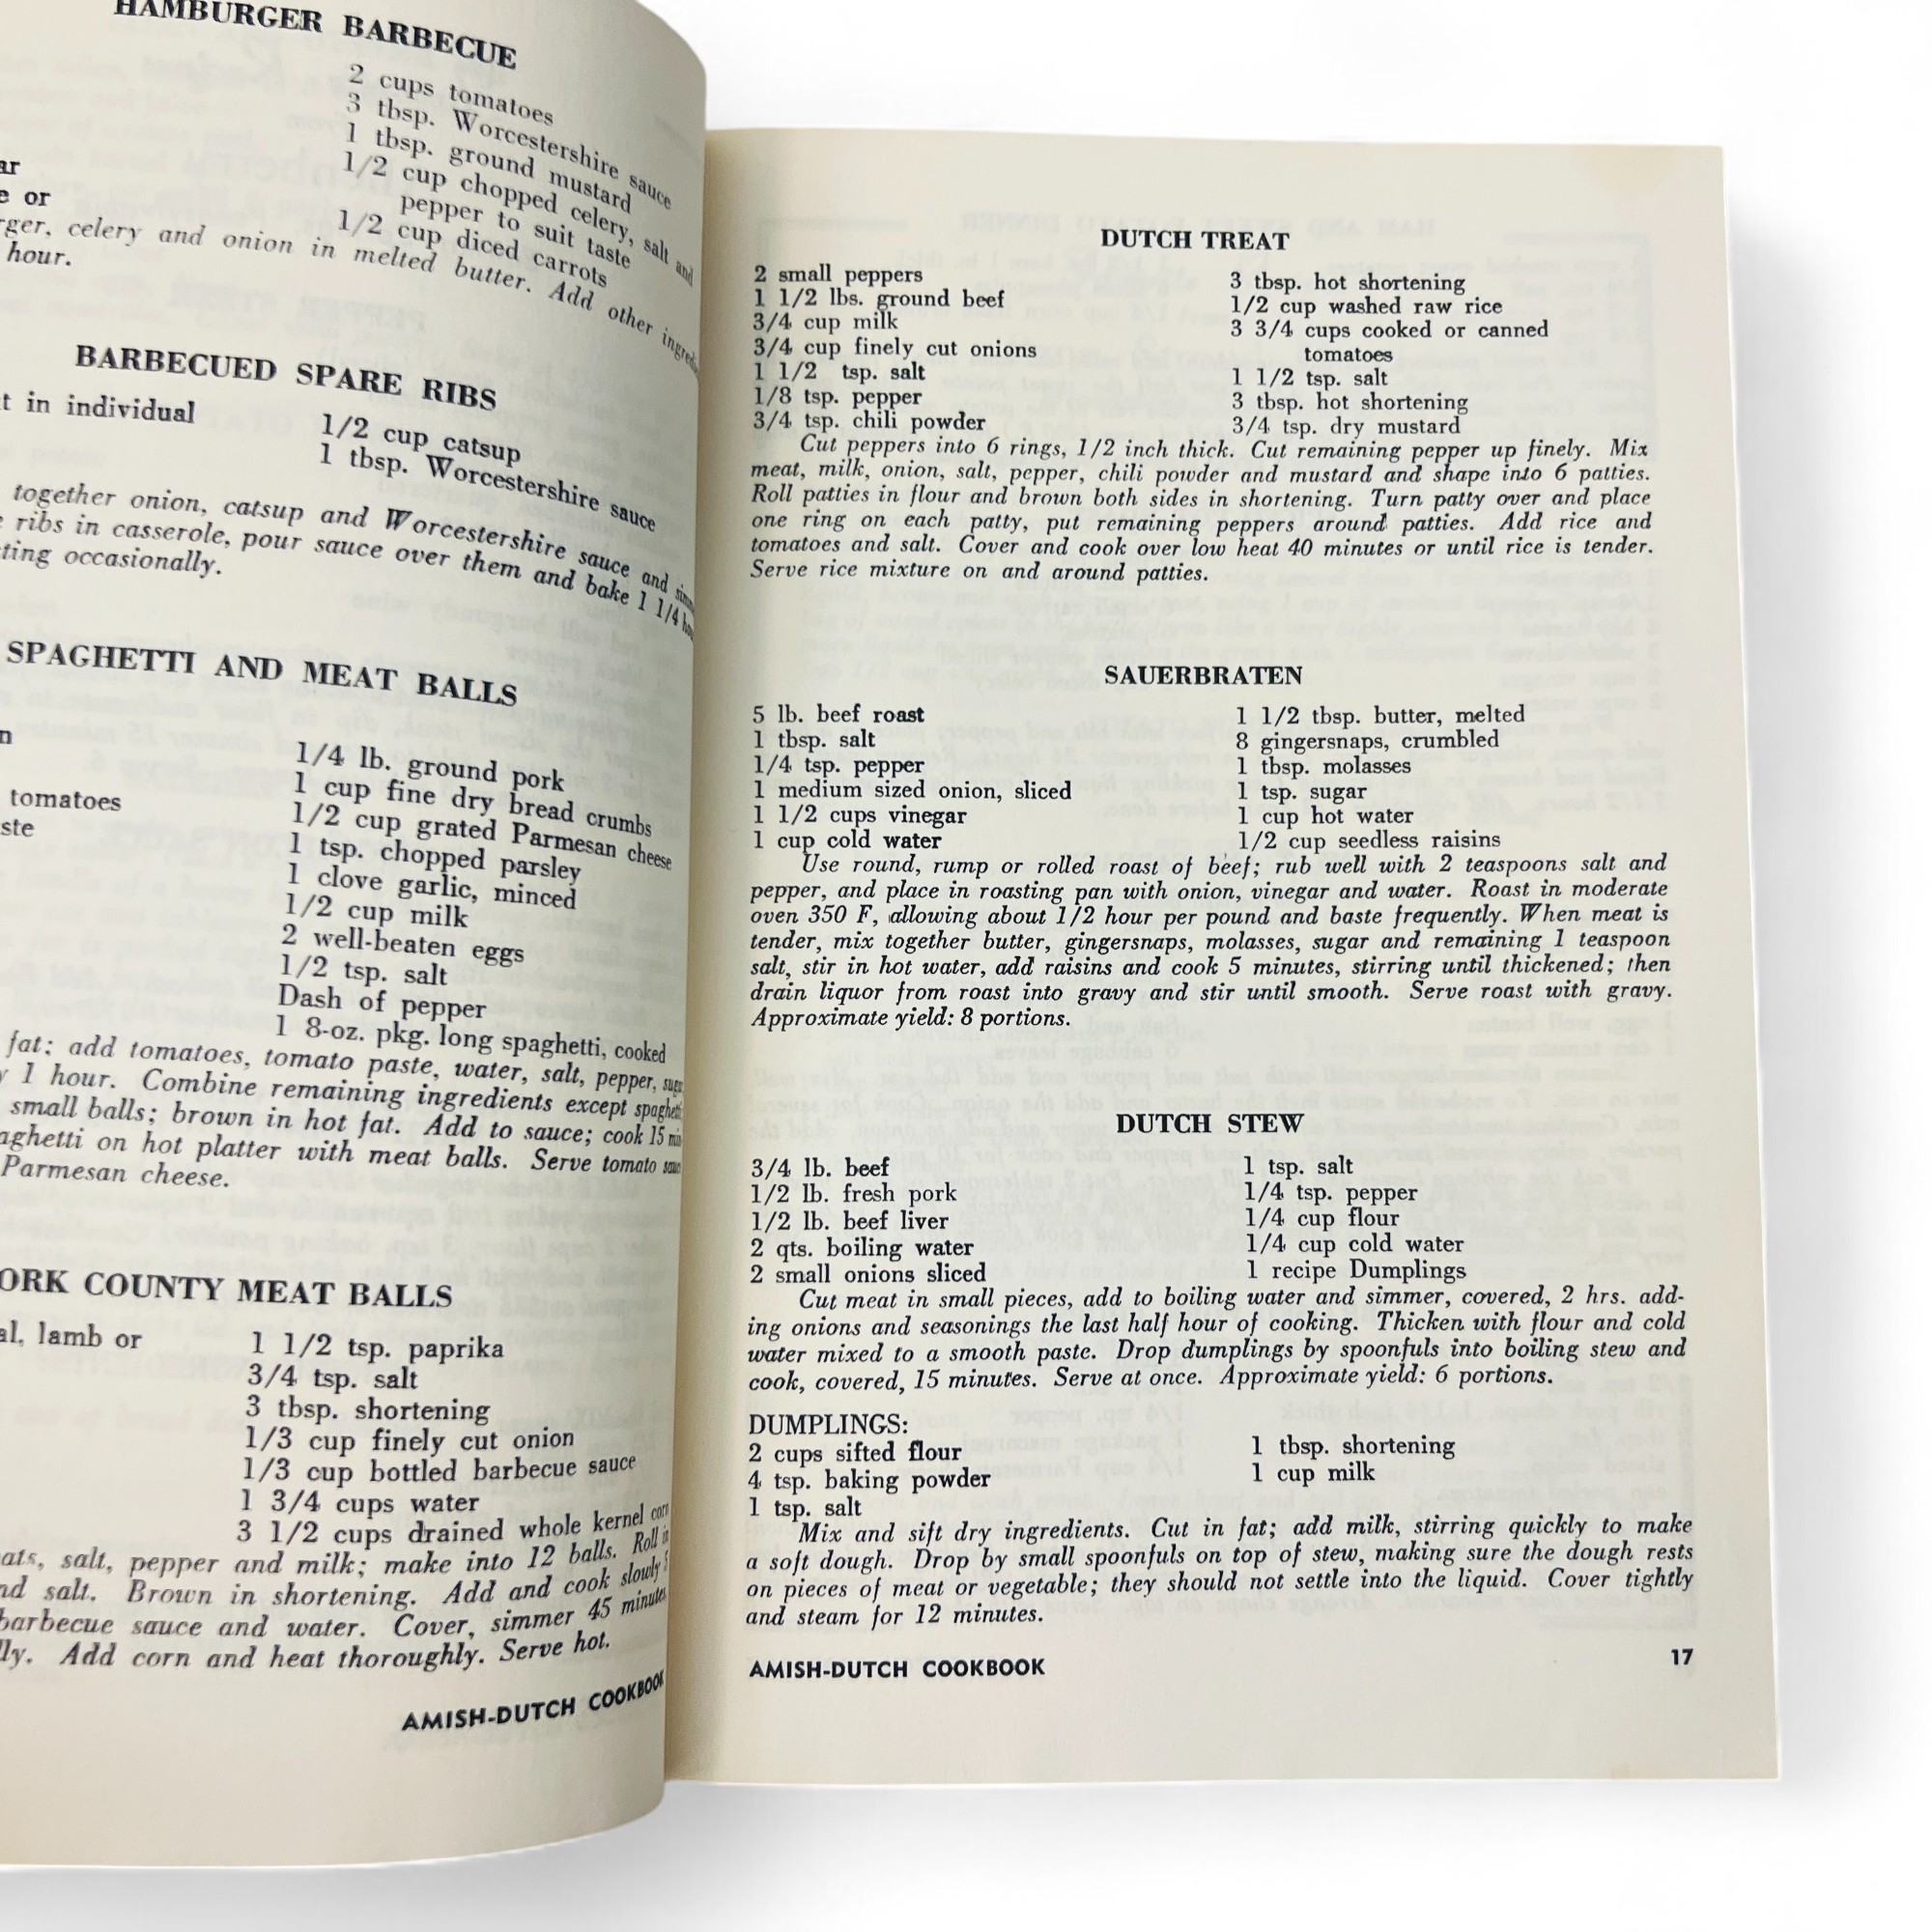 HAMBURGER BARBECUE
2 cups tomatoes
3 tbsp. Worcestershire sauce
1 tbsp. ground mustard
1/2 cup chopped celery, salt and
pepper to suit taste
1/2 cup diced carrots
ar
e or
rger, celery and onion in melted butter. Add other ingredi
hour.
BARBECUED SPARE RIBS
t in individual
1/2 cup catsup
1 tbsp. Worcestershire sauce
together onion, catsup and Worcestershire sauce and sim
ribs in casserole, pour sauce over them and bake 1 1/4 ho
ting occasionally.
SPAGHETTI AND MEAT BALLS
n
tomatoes
ste
1/4 lb. ground pork
1 cup fine dry bread crumbs
1/2 cup grated Parmesan cheese
1 tsp. chopped parsley
1 clove garlic, minced
1/2 cup milk
2 well-beaten eggs
1/2 tsp. salt
Dash of pepper
1 8-oz. pkg. long spaghetti, cooked
fat; add tomatoes, tomato paste, water, salt, pepper, sugar
y 1 hour. Combine remaining ingredients except spaghetti
small balls; brown in hot fat. Add to sauce; cook 15 min
aghetti on hot platter with meat balls. Serve tomato sauc
Parmesan cheese.
ORK COUNTY MEAT BALLS
al, lamb or
1 1/2 tsp. paprika
3/4 tsp. salt
3 tbsp. shortening
1/3 cup finely cut onion
1/3 cup bottled barbecue sauce
1 3/4 cups water
3 1/2 cups drained whole kernel corn
ats, salt, pepper and milk; make into 12 balls. Roll in
nd salt. Brown in shortening. Add and cook slowly 5
barbecue sauce and water. Cover, simmer 45 minutes
lly. Add corn and heat thoroughly. Serve hot.
AMISH-DUTCH COOKBOOK
DUTCH TREAT
2 small peppers
1 1/2 lbs. ground beef
3/4 cup milk
3/4 cup finely cut onions
1 1/2 tsp. salt
1/8 tsp. pepper
3/4 tsp. chili powder
3 tbsp. hot shortening
1/2 cup washed raw rice
3 3/4 cups cooked or canned
tomatoes
1 1/2 tsp. salt
3 tbsp. hot shortening
3/4 tsp. dry mustard
Cut peppers into 6 rings, 1/2 inch thick. Cut remaining pepper up finely. Mix
meat, milk, onion, salt, pepper, chili powder and mustard and shape into 6 patties.
Roll patties in flour and brown both sides in shortening. Turn patty over and place
one ring on each patty, put remaining peppers around patties. Add rice and
tomatoes and salt. Cover and cook over low heat 40 minutes or until rice is tender.
Serve rice mixture on and around patties.
SAUERBRATEN
5 lb. beef roast
1 tbsp. salt
1/4 tsp. pepper
1 medium sized onion, sliced
1 1/2 cups vinegar
1 cup cold water
1 1/2 tbsp. butter, melted
8 gingersnaps, crumbled
1 tbsp. molasses
1 tsp. sugar
1 cup hot water
1/2 cup seedless raisins
Use round, rump or rolled roast of beef; rub well with 2 teaspoons salt and
pepper, and place in roasting pan with onion, vinegar and water. Roast in moderate
oven 350 F, allowing about 1/2 hour per pound and baste frequently. When meat is
tender, mix together butter, gingersnaps, molasses, sugar and remaining 1 teaspoon
salt, stir in hot water, add raisins and cook 5 minutes, stirring until thickened; then
drain liquor from roast into gravy and stir until smooth. Serve roast with gravy.
Approximate yield: 8 portions.
DUTCH STEW
3/4 lb. beef
1/2 lb. fresh pork
1/2 lb. beef liver
2 qts. boiling water
2 small onions sliced
1 tsp. salt
1/4 tsp. pepper
1/4 cup flour
1/4 cup cold water
1 recipe Dumplings
Cut meat in small pieces, add to boiling water and simmer, covered, 2 hrs. add-
ing onions and seasonings the last half hour of cooking. Thicken with flour and cold
water mixed to a smooth paste. Drop dumplings by spoonfuls into boiling stew and
cook, covered, 15 minutes. Serve at once. Approximate yield: 6 portions.
DUMPLINGS:
2 cups sifted flour
4 tsp. baking powder
1 tsp. salt
1 tbsp. shortening
1 cup milk
Mix and sift dry ingredients. Cut in fat; add milk, stirring quickly to make
a soft dough. Drop by small spoonfuls on top of stew, making sure the dough rests
on pieces of meat or vegetable; they should not settle into the liquid. Cover tightly
and steam for 12 minutes.
AMISH-DUTCH COOKBOOK
17